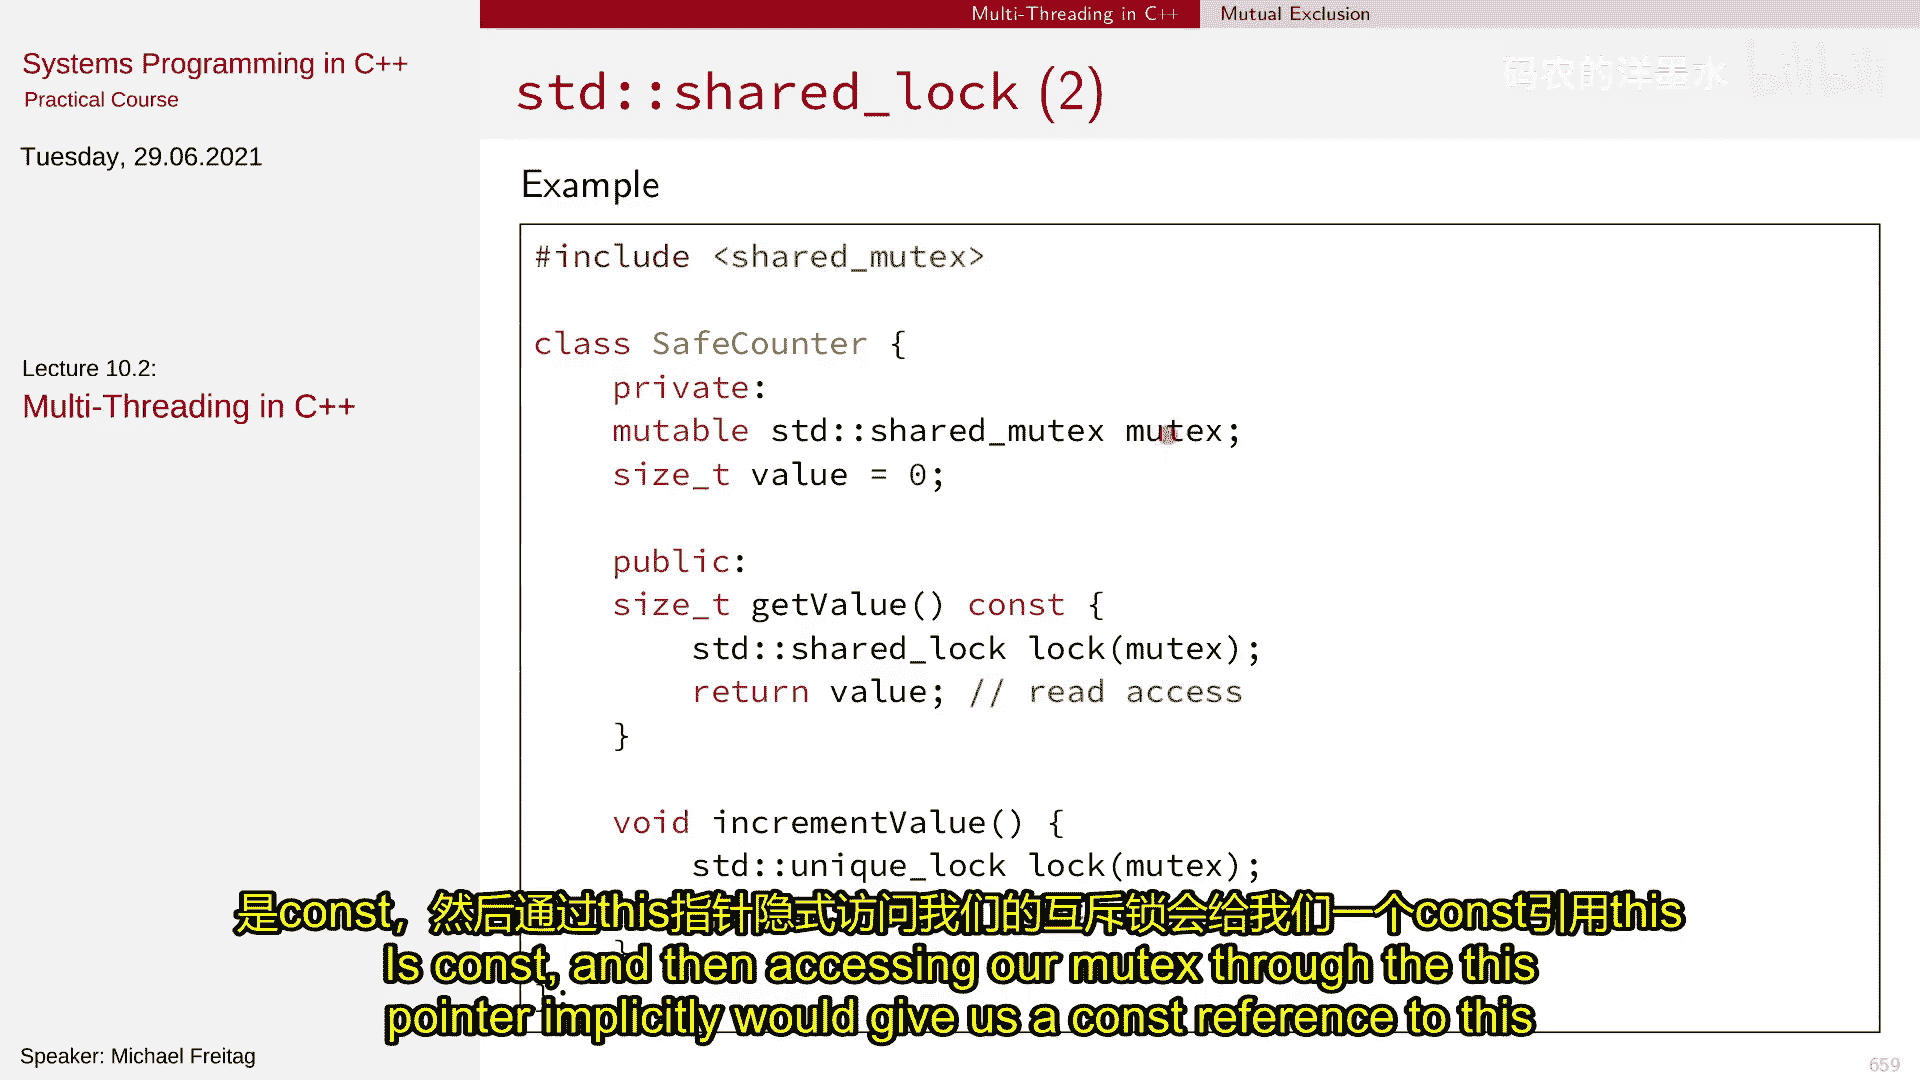 Multi-Threading in C++ Mutual Exclusion
Systems Programming in C++
Practical Course
Tuesday, 29.06.2021
Lecture 10.2:
Multi-Threading in C++
Speaker: Michael Freitag
std::shared_lock (2)
码农的洋墨水
Example
#include <shared_mutex>
class SafeCounter {
private:
mutable std::shared_mutex mutex;
size_t value = 0;
public:
size_t getValue() const {
std::shared_lock lock(mutex);
return value; // read access
}
void incrementValue() {
std::unique_lock lock(mutex);
是const，然后通过this指针隐式访问我们的互斥锁会给我们一个const引用this
Is const, and then accessing our mutex through the this
pointer implicitly would give us a const reference to this
659